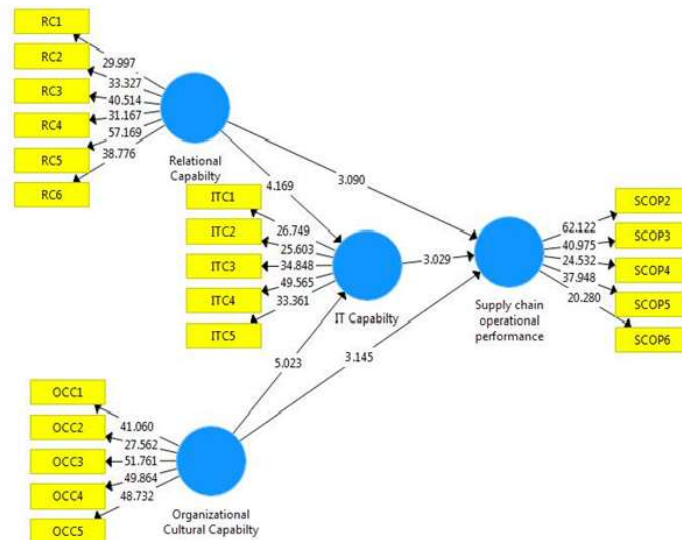 RC1
RC2
RC3
RC4
RC5
RC6
29.997
33.327
40.514
31.167
57.169
38.776
Relational
Capabilty
4.169
3.090
ITC1
ITC2
ITC3
ITC4
ITC5
26.749
25.603
34.848
49.565
33.361
IT Capabilty
3.029
SCOP2
SCOP3
SCOP4
SCOP5
SCOP6
62.122
40.975
24.532
37.948
20.280
Supply chain
operational
performance
5.023
3.145
OCC1
OCC2
OCC3
OCC4
OCC5
41.060
27.562
51.761
49.864
48.732
Organizational
Cultural Capabilty